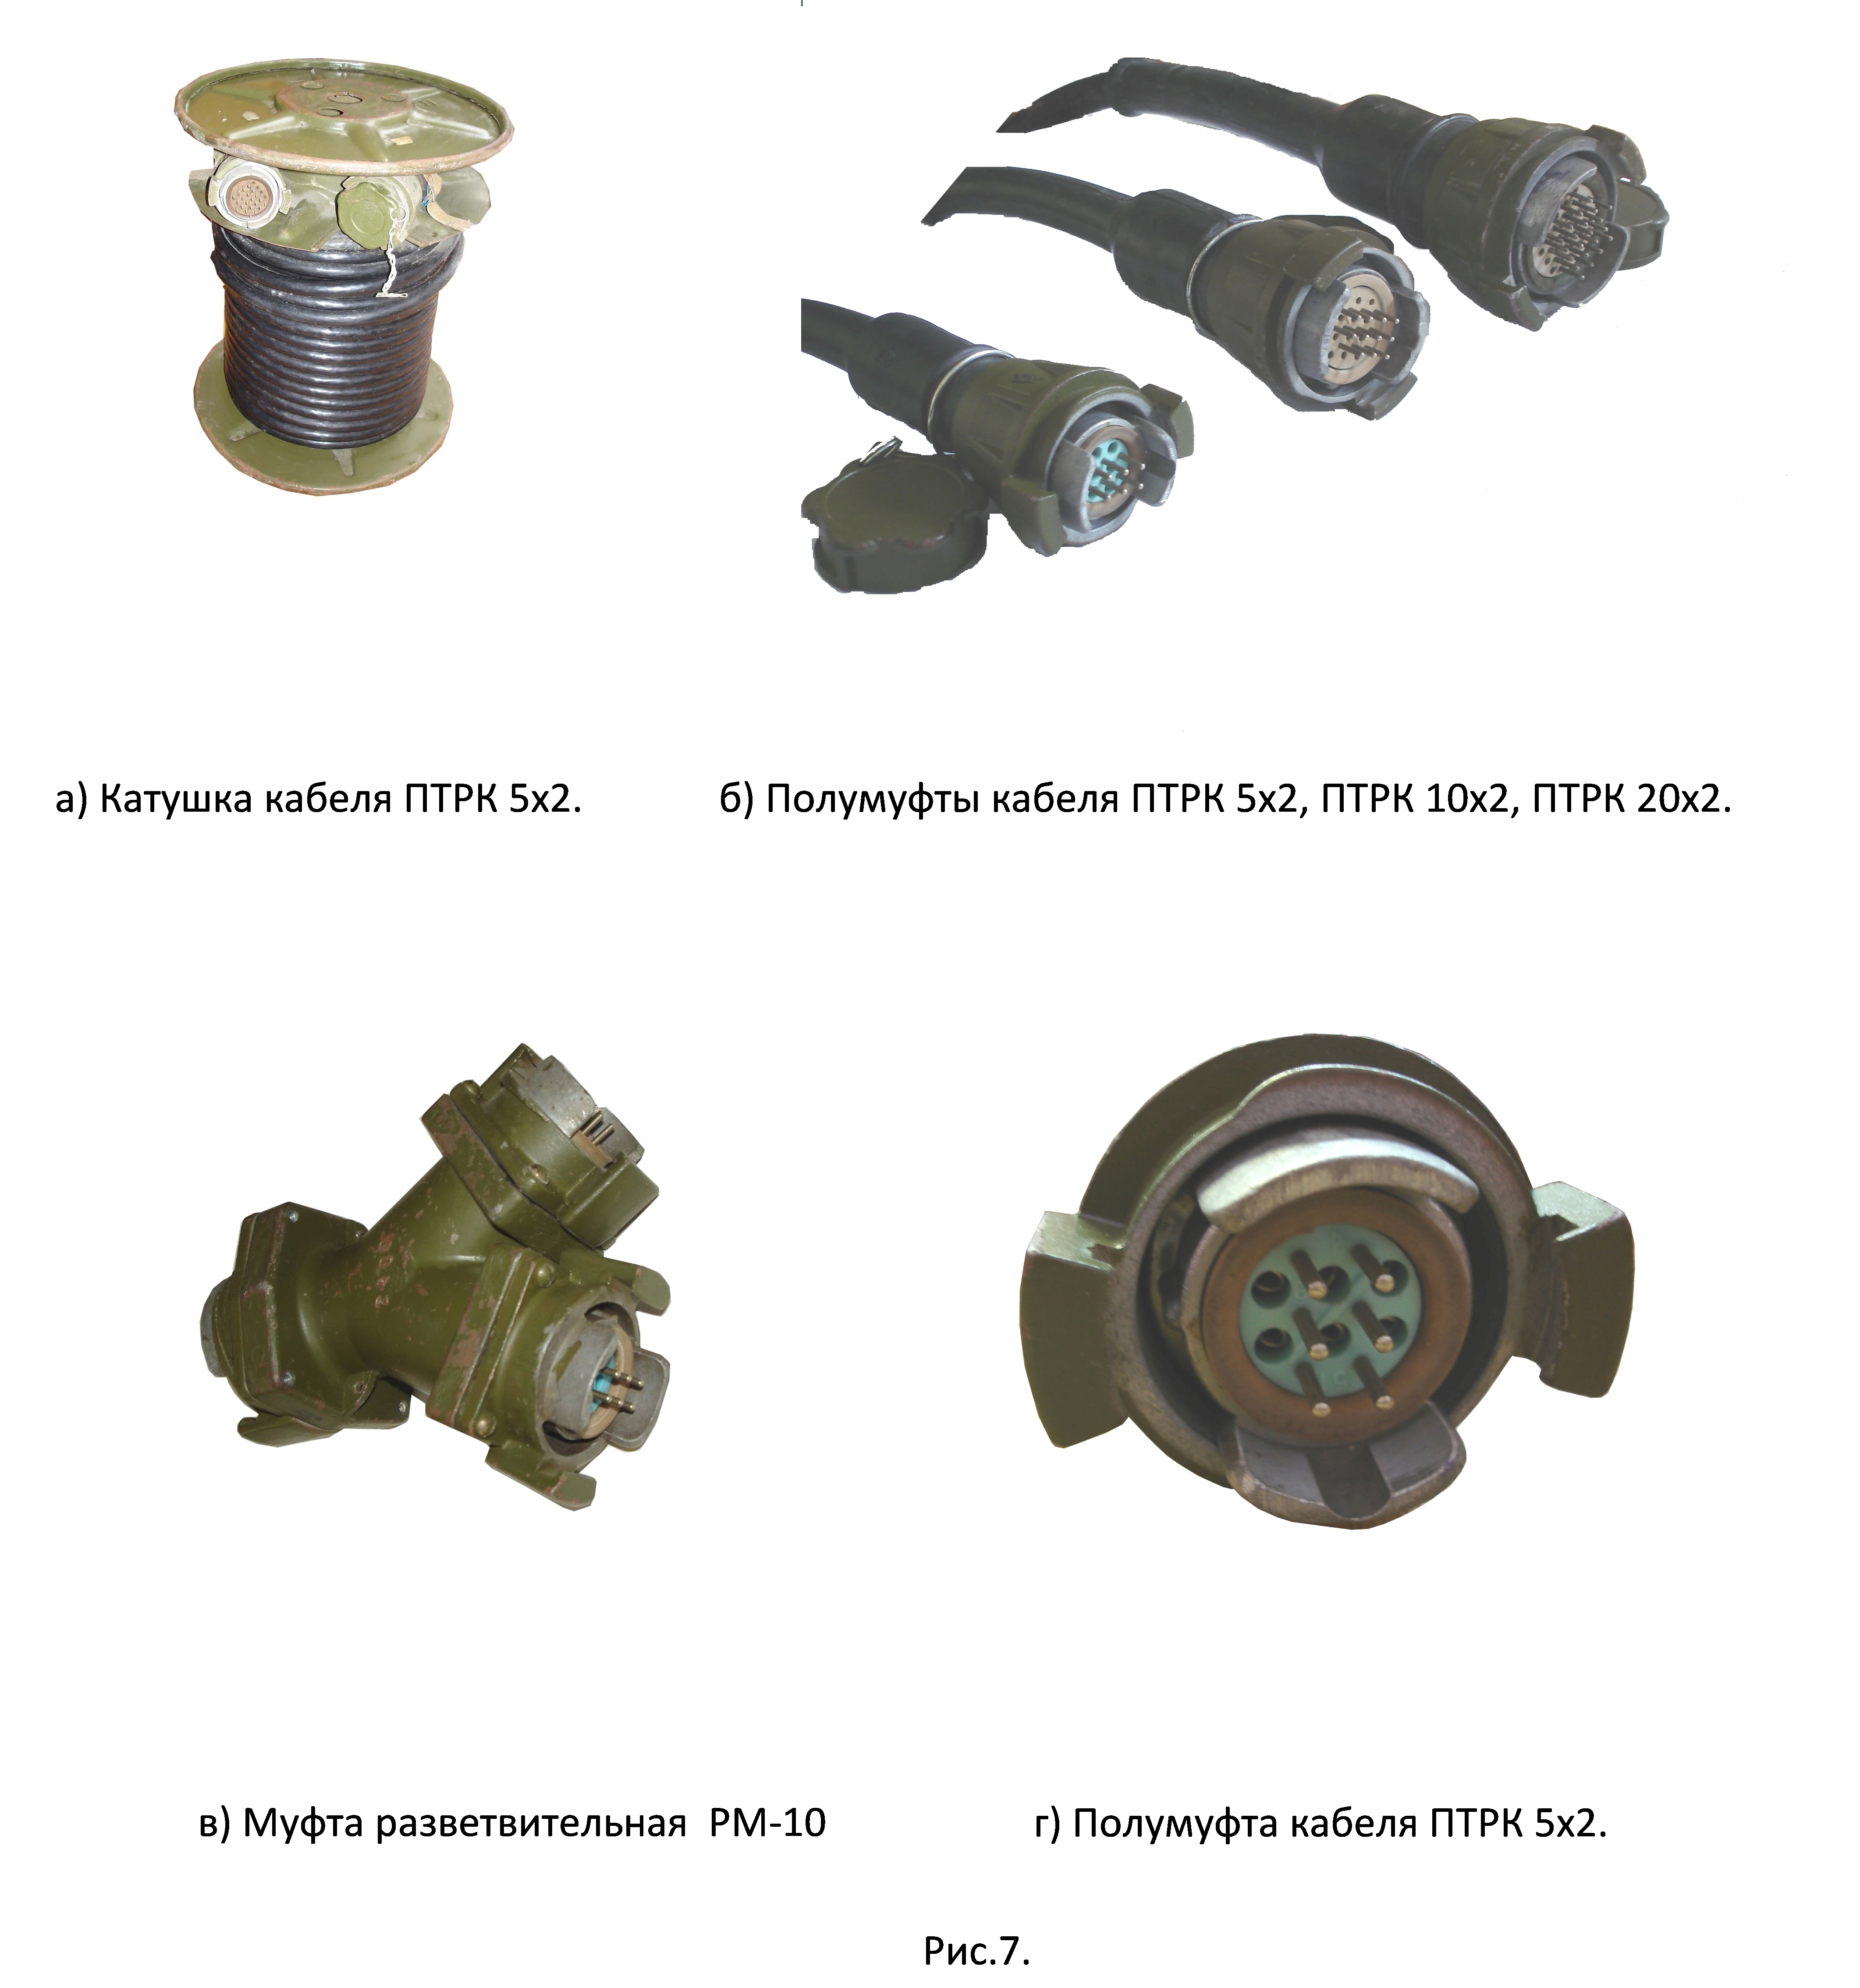 а) Катушка кабеля ПТРК 5х2.
б) Полумуфты кабеля ПТРК 5х2, ПТРК 10х2, ПТРК 20х2.
в) Муфта разветвительная РМ-10
г) Полумуфта кабеля ПТРК 5х2.
Рис.7.